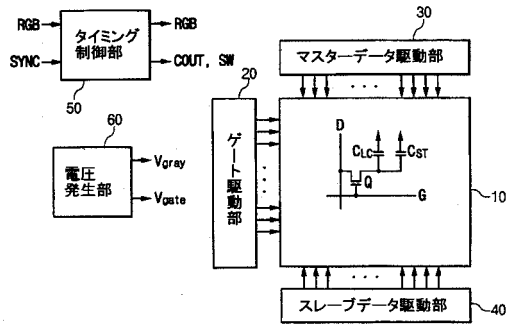 RGB
タイミング
制御部
RGB
SYNC
COUT, SW
50
60
電圧
発生部
Vgray
Vgate
20
ゲート駆動部
30
マスターデータ駆動部
D
CLC
CST
Q
G
10
スレーブデータ駆動部
40